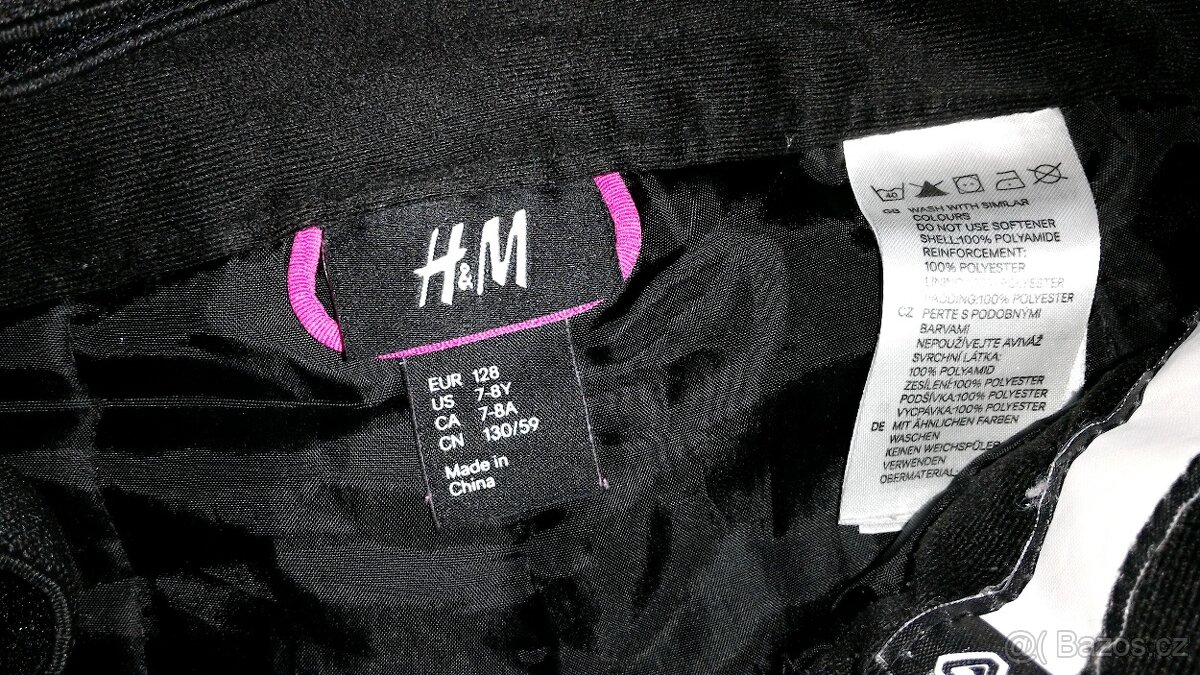 H&M
EUR 128
US 7-8Y
CA 7-8A
CN 130/59
Made in
China
40
GB WASH WITH SIMILAR
COLOURS
DO NOT USE SOFTENER
SHELL:100% POLYAMIDE
REINFORCEMENT:
100% POLYESTER
PADDING:100% POLYESTER
CZ PERTE S PODOBNÝMI
BARVAMI
NEPOUŽÍVEJTE AVIVÁŽ
SVRCHNÍ LÁTKA:
100% POLYAMID
ZESÍLENÍ:100% POLYESTER
PODŠÍVKA:100% POLYESTER
VYCPÁVKA:100% POLYESTER
DE MIT ÄHNLICHEN FARBEN
WASCHEN
KEINEN WEICHSPÜLER
VERWENDEN
OBERMATERIAL:
@( Bazos.cz